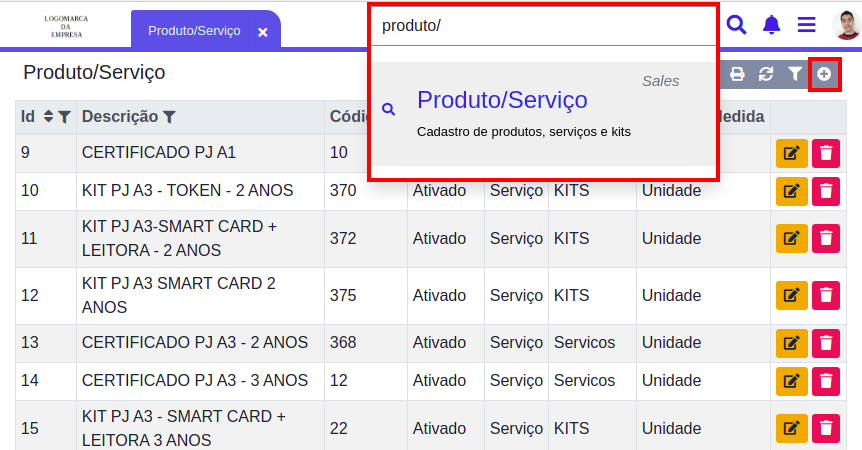 LOGOMARCA
DA
EMPRESA
Produto/Serviço ×
produto/
Produto/Serviço
Sales
Produto/Serviço
Cadastro de produtos, serviços e kits
Id Descrição Códi edida
9 CERTIFICADO PJ A1 10
10 KIT PJ A3 - TOKEN - 2 ANOS 370 Ativado Serviço KITS Unidade
11 KIT PJ A3-SMART CARD +
LEITORA - 2 ANOS 372 Ativado Serviço KITS Unidade
12 KIT PJ A3 SMART CARD 2
ANOS 375 Ativado Serviço KITS Unidade
13 CERTIFICADO PJ A3 - 2 ANOS 368 Ativado Serviço Servicos Unidade
14 CERTIFICADO PJ A3 - 3 ANOS 12 Ativado Serviço Servicos Unidade
15 KIT PJ A3 - SMART CARD +
LEITORA 3 ANOS 22 Ativado Serviço KITS Unidade